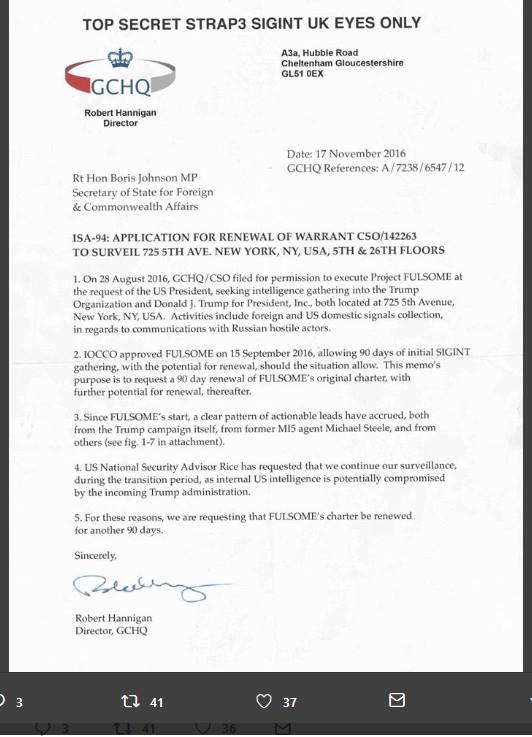 TOP SECRET STRAP3 SIGINT UK EYES ONLY
GCHQ
Robert Hannigan
Director
A3a, Hubble Road
Cheltenham Gloucestershire
GL51 0EX
Date: 17 November 2016
GCHQ References: A/7238/6547/12
Rt Hon Boris Johnson MP
Secretary of State for Foreign
& Commonwealth Affairs
ISA-94: APPLICATION FOR RENEWAL OF WARRANT CSO/142263
TO SURVEIL 725 5TH AVE. NEW YORK, NY, USA, 5TH & 26TH FLOORS
1. On 28 August 2016, GCHQ/CSO filed for permission to execute Project FULSOME at
the request of the US President, seeking intelligence gathering into the Trump
Organization and Donald J. Trump for President, Inc., both located at 725 5th Avenue,
New York, NY, USA. Activities include foreign and US domestic signals collection,
in regards to communications with Russian hostile actors.
2. IOCCO approved FULSOME on 15 September 2016, allowing 90 days of initial SIGINT
gathering, with the potential for renewal, should the situation allow. This memo's
purpose is to request a 90 day renewal of FULSOME's original charter, with
further potential for renewal, thereafter.
3. Since FULSOME's start, a clear pattern of actionable leads have accrued, both
from the Trump campaign itself, from former MI5 agent Michael Steele, and from
others (see fig. 1-7 in attachment).
4. US National Security Advisor Rice has requested that we continue our surveillance,
during the transition period, as internal US intelligence is potentially compromised
by the incoming Trump administration.
5. For these reasons, we are requesting that FULSOME's charter be renewed
for another 90 days.
Sincerely,
Robert Hannigan
Director, GCHQ
3 41 37
3 41 36